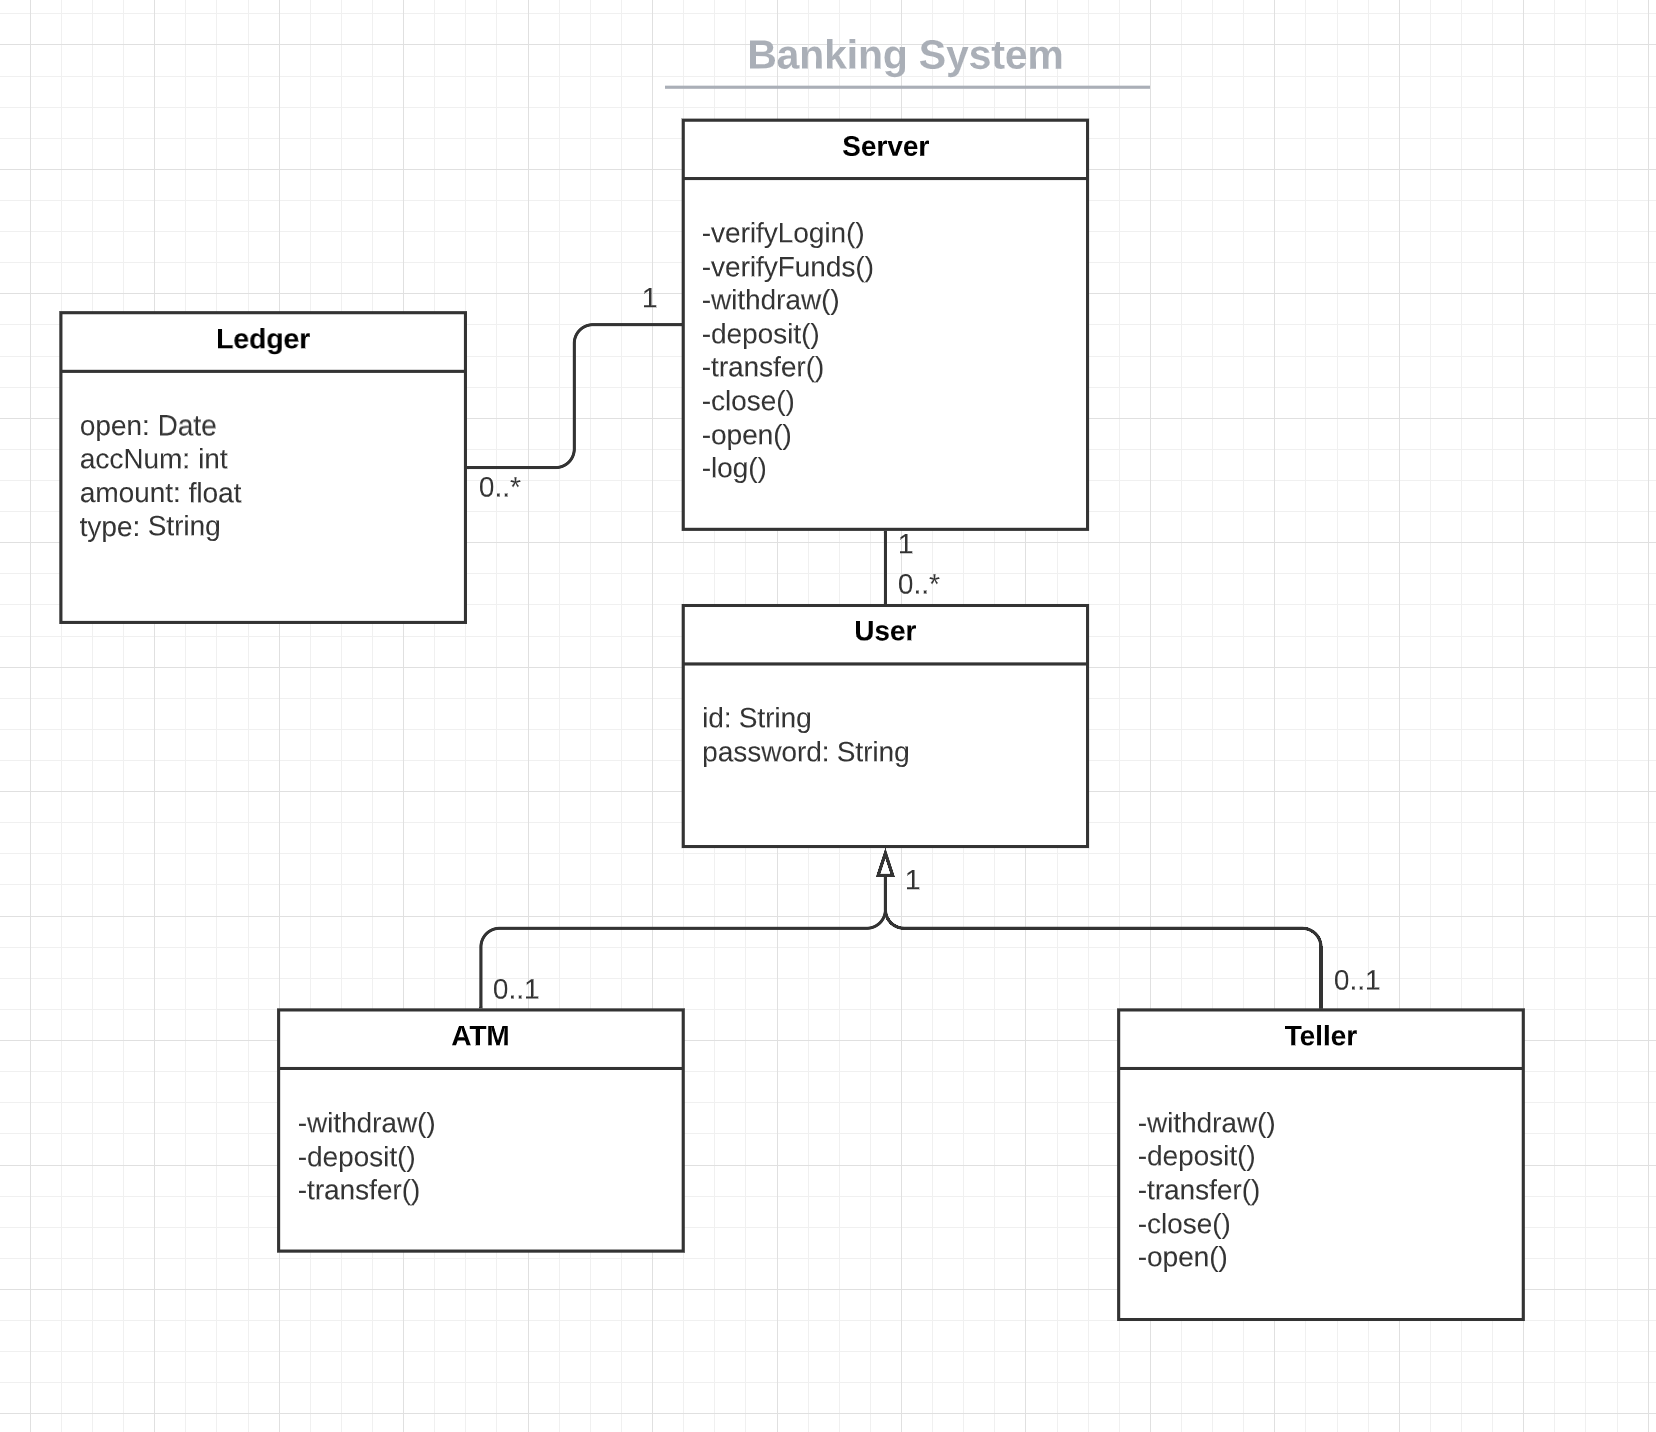 Banking System
Server
-verifyLogin()
-verifyFunds()
-withdraw()
-deposit()
-transfer()
-close()
-open()
-log()
1
Ledger
open: Date
accNum: int
amount: float
type: String
0..*
1
0..*
User
id: String
password: String
1
0..1
0..1
ATM
-withdraw()
-deposit()
-transfer()
Teller
-withdraw()
-deposit()
-transfer()
-close()
-open()